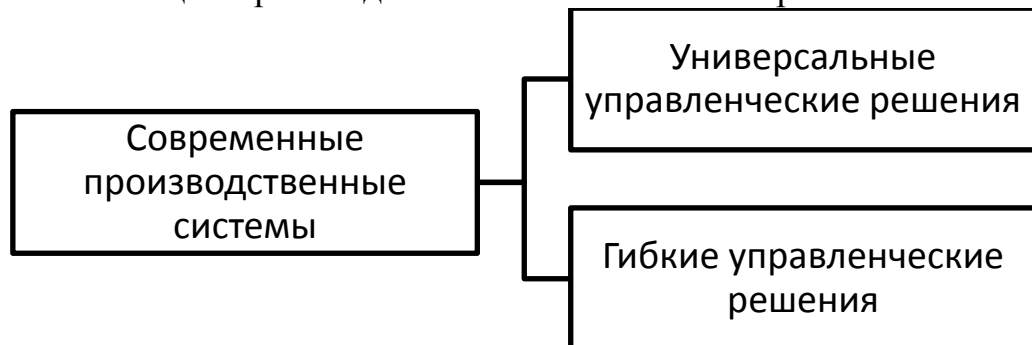 Современные
производственные
системы
Универсальные
управленческие решения
Гибкие управленческие
решения